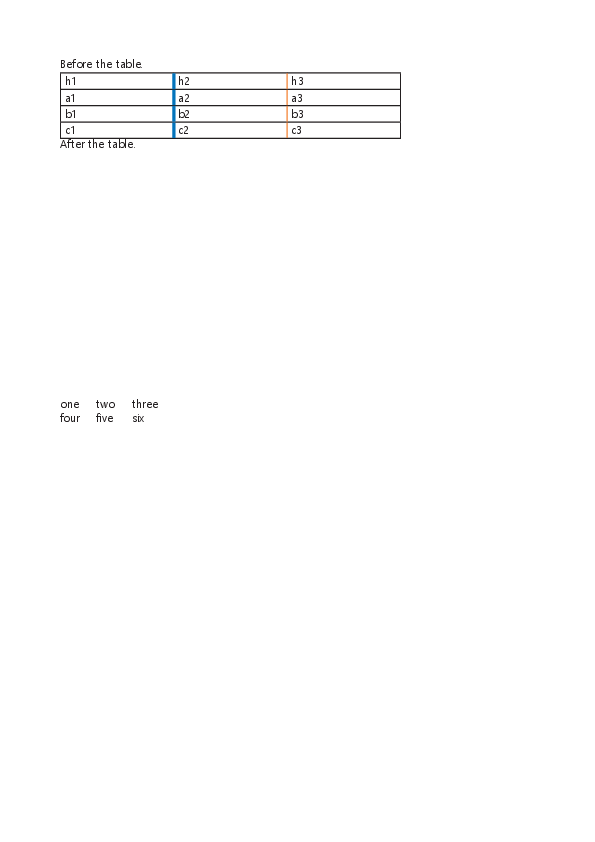 Before the table.
h1 h2 h3
a1 a2 a3
b1 b2 b3
c1 c2 c3
After the table.
one two three
four five six